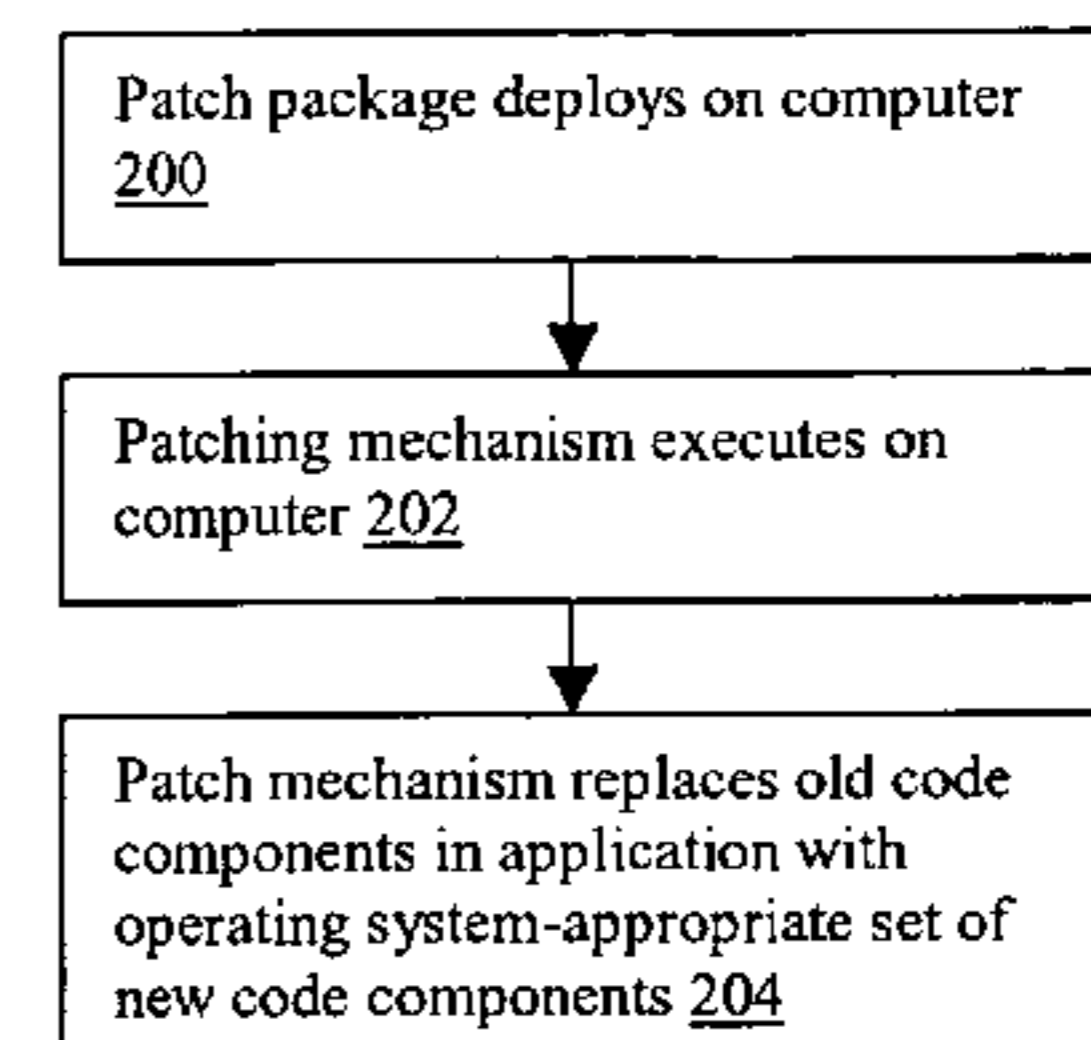 Patch package deploys on computer
200
Patching mechanism executes on
computer 202
Patch mechanism replaces old code
components in application with
operating system-appropriate set of
new code components 204